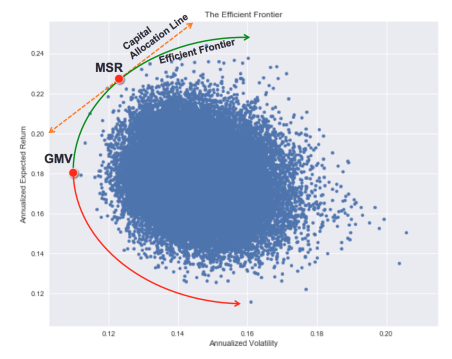 The Efficient Frontier
Capital
Allocation Line
Efficient Frontier
MSR
GMV
Annualized Expected Return
0.24
0.22
0.20
0.18
0.16
0.14
0.12
0.12
0.14
0.16
0.18
0.20
Annualized Volatility